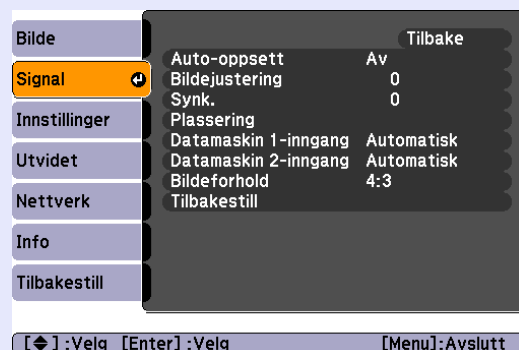 Bilde
Signal
Innstillinger
Utvidet
Nettverk
Info
Tilbakestill
Tilbake
Auto-oppsett Av
Bildejustering 0
Synk. 0
Plassering
Datamaskin 1-inngang Automatisk
Datamaskin 2-inngang Automatisk
Bildeforhold 4:3
Tilbakestill
[◆]:Velg [Enter]:Velg [Menu]:Avslutt